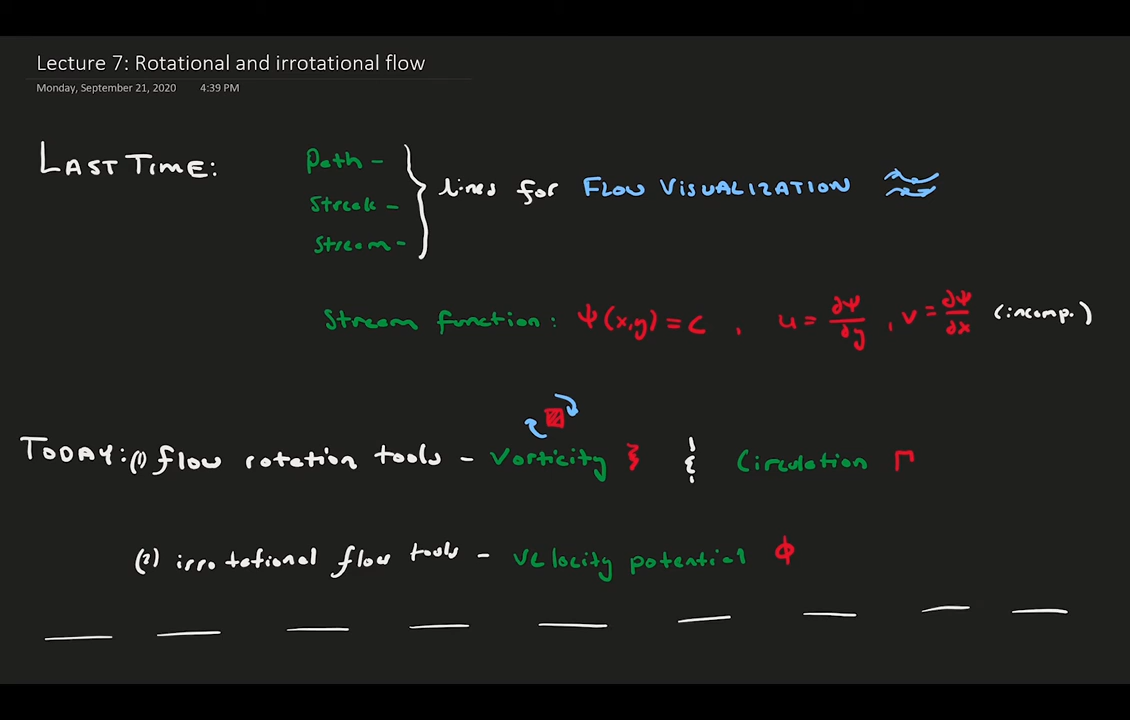 Lecture 7: Rotational and irrotational flow
Monday, September 21, 2020 4:39 PM
LAST TIME:
Path -
Streak -
Stream -
lines for FLOW VISUALIZATION
Stream function: ψ(x,y) = c , u = ∂ψ/∂y , v = ∂ψ/∂x (incomp.)
TODAY: (1) flow rotation tools - Vorticity ξ & Circulation Γ
(2) irrotational flow tools - velocity potential ϕ